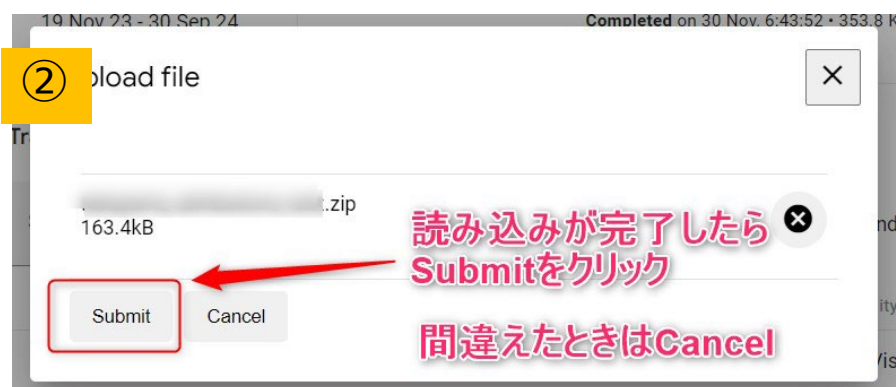 19 Nov 23 - 30 Sep 24
Completed on 30 Nov, 6:43:52 • 353.8
②
pload file
Tr
.zip
163.4kB
読み込みが完了したら
Submitをクリック
Submit
Cancel
間違えたときはCancel